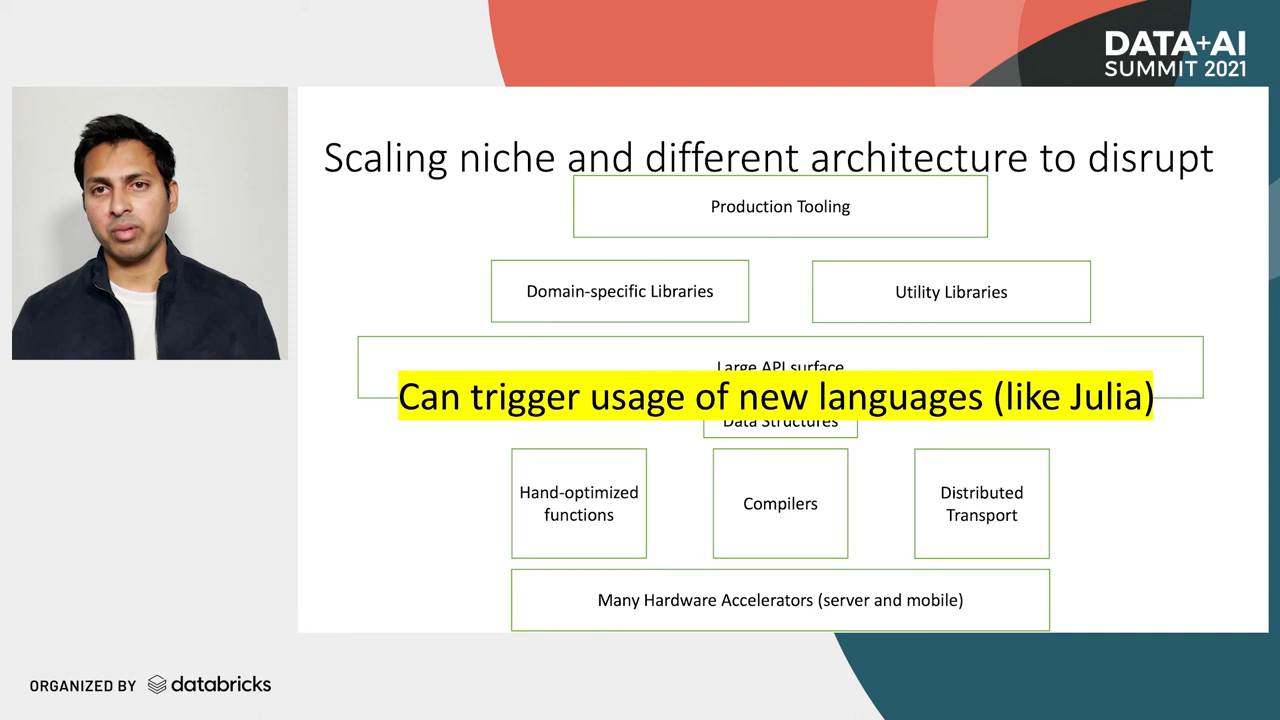 DATA+AI
SUMMIT 2021
Scaling niche and different architecture to disrupt
Production Tooling
Domain-specific Libraries
Utility Libraries
Large API surface
Can trigger usage of new languages (like Julia)
Data Structures
Hand-optimized
functions
Compilers
Distributed
Transport
Many Hardware Accelerators (server and mobile)
ORGANIZED BY databricks